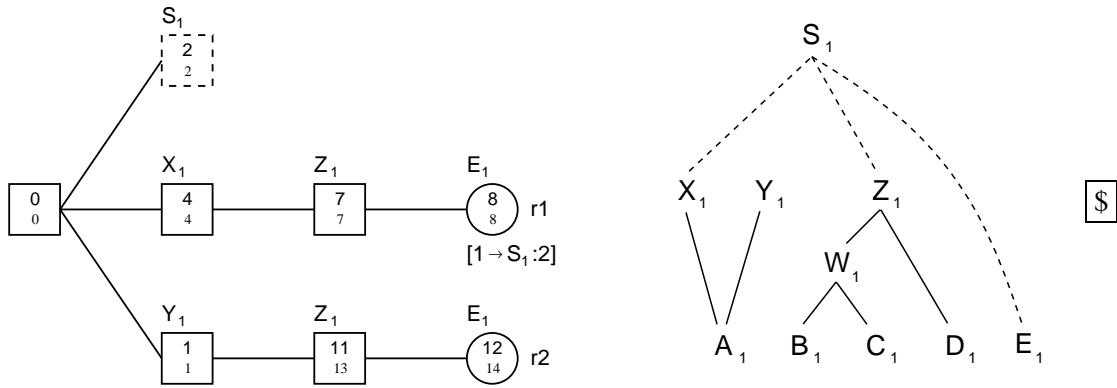 S1
2
2
X1 Z1 E1
0 4 7 8 r1
0 4 7 8
[1→S1:2]
Y1 Z1 E1
1 11 12 r2
1 13 14
S1
X1 Y1 Z1 $
W1
A1 B1 C1 D1 E1